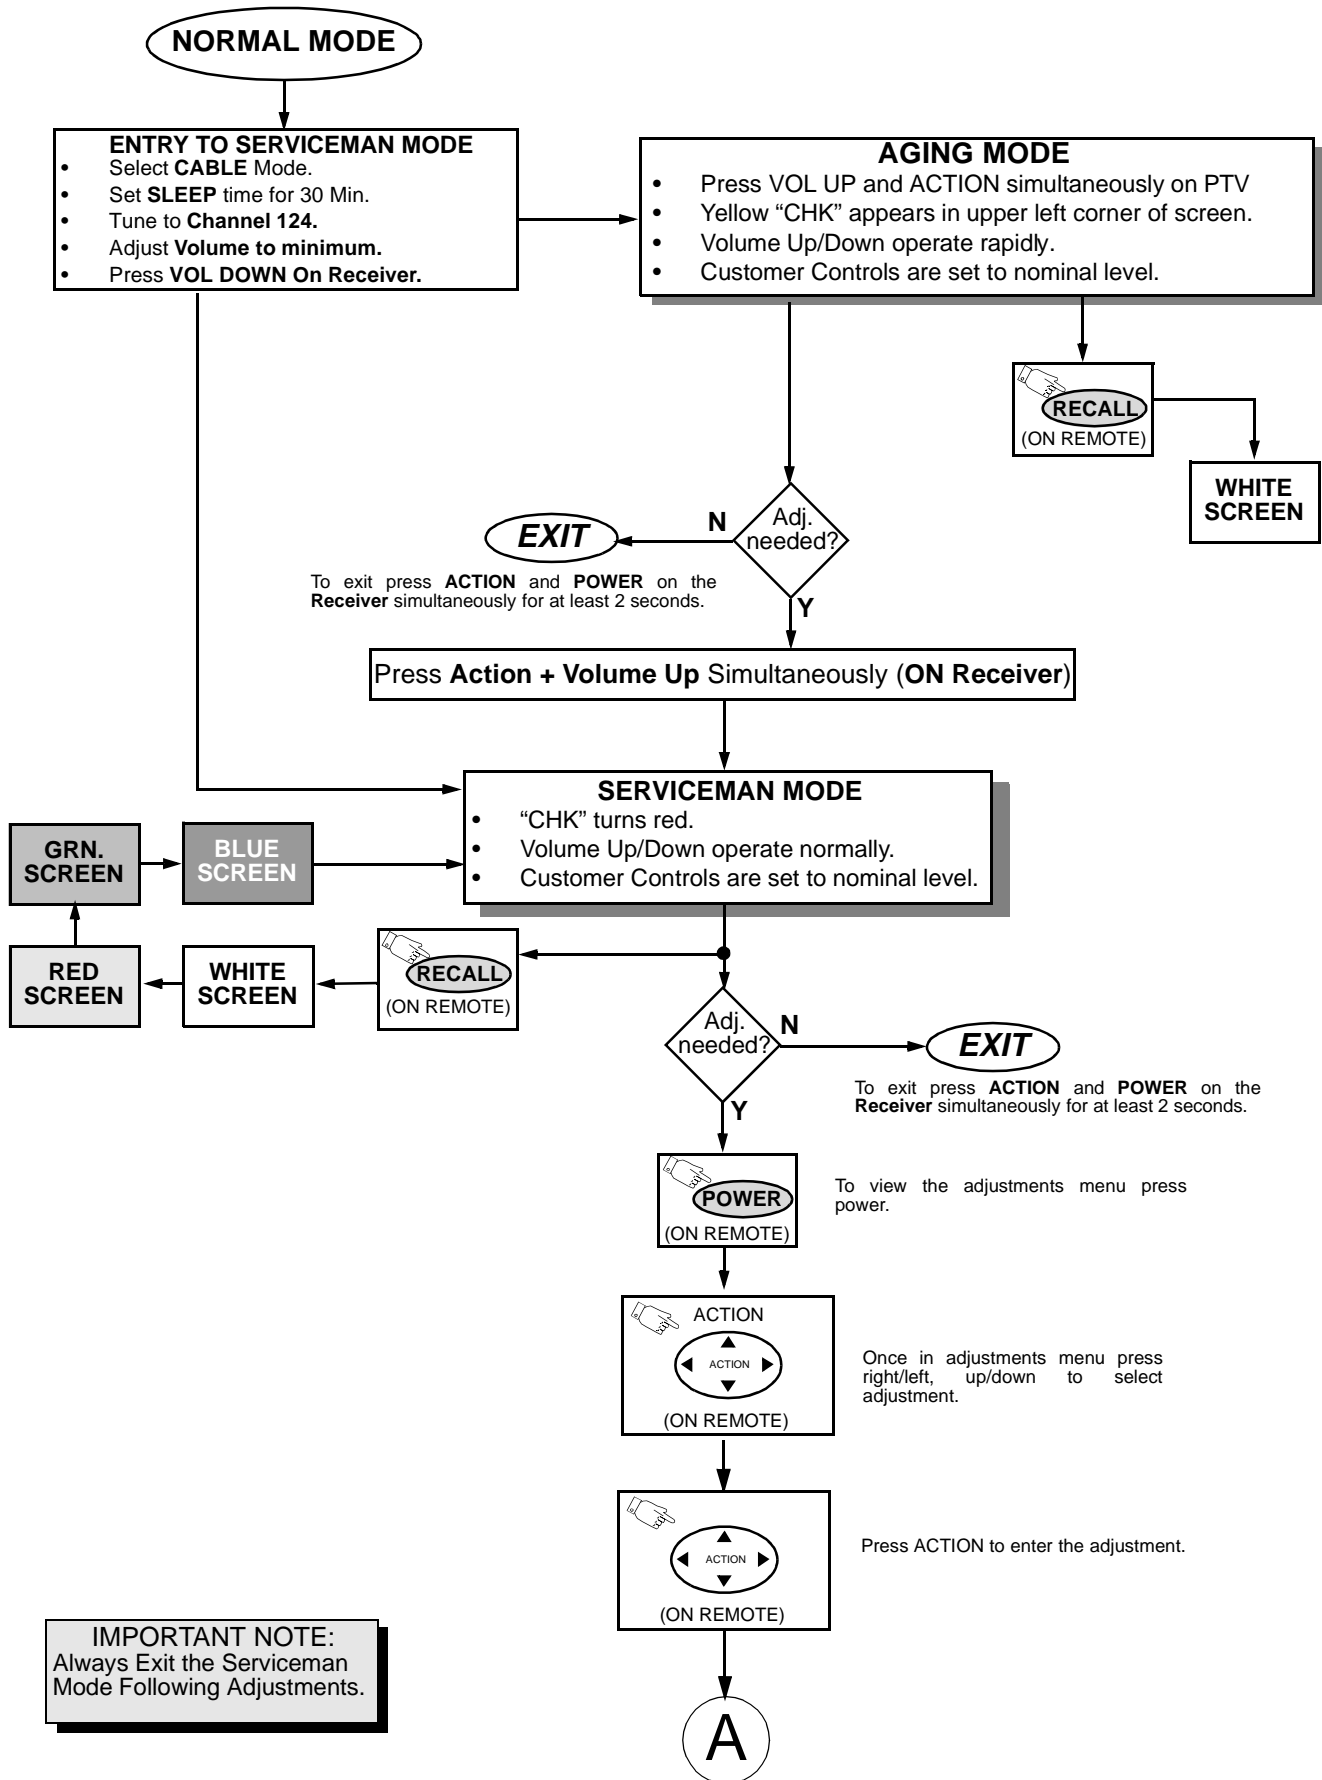 NORMAL MODE
ENTRY TO SERVICEMAN MODE
• Select CABLE Mode.
• Set SLEEP time for 30 Min.
• Tune to Channel 124.
• Adjust Volume to minimum.
• Press VOL DOWN On Receiver.
AGING MODE
• Press VOL UP and ACTION simultaneously on PTV
• Yellow “CHK” appears in upper left corner of screen.
• Volume Up/Down operate rapidly.
• Customer Controls are set to nominal level.
RECALL
(ON REMOTE)
WHITE
SCREEN
Adj.
needed?
N
EXIT
To exit press ACTION and POWER on the
Receiver simultaneously for at least 2 seconds.
Y
Press Action + Volume Up Simultaneously (ON Receiver)
SERVICEMAN MODE
• “CHK” turns red.
• Volume Up/Down operate normally.
• Customer Controls are set to nominal level.
GRN.
SCREEN
BLUE
SCREEN
RED
SCREEN
WHITE
SCREEN
RECALL
(ON REMOTE)
Adj.
needed?
N
EXIT
To exit press ACTION and POWER on the
Receiver simultaneously for at least 2 seconds.
Y
POWER
(ON REMOTE)
To view the adjustments menu press
power.
ACTION
ACTION
(ON REMOTE)
Once in adjustments menu press
right/left, up/down to select
adjustment.
ACTION
(ON REMOTE)
Press ACTION to enter the adjustment.
IMPORTANT NOTE:
Always Exit the Serviceman
Mode Following Adjustments.
A